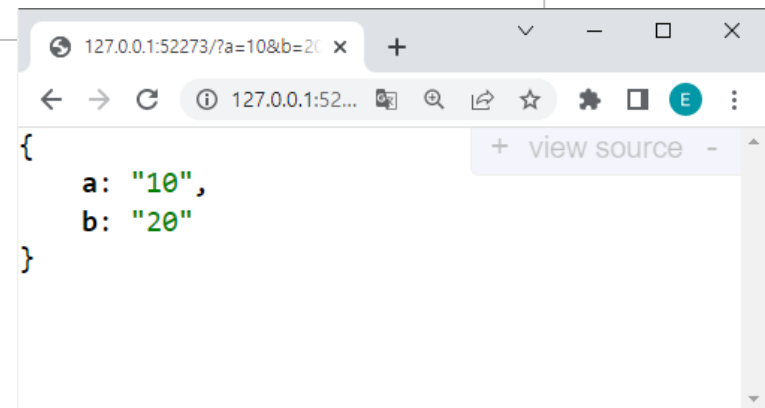 127.0.0.1:52273/?a=10&b=20
127.0.0.1:52...
E
+ view source -
{
a: "10",
b: "20"
}